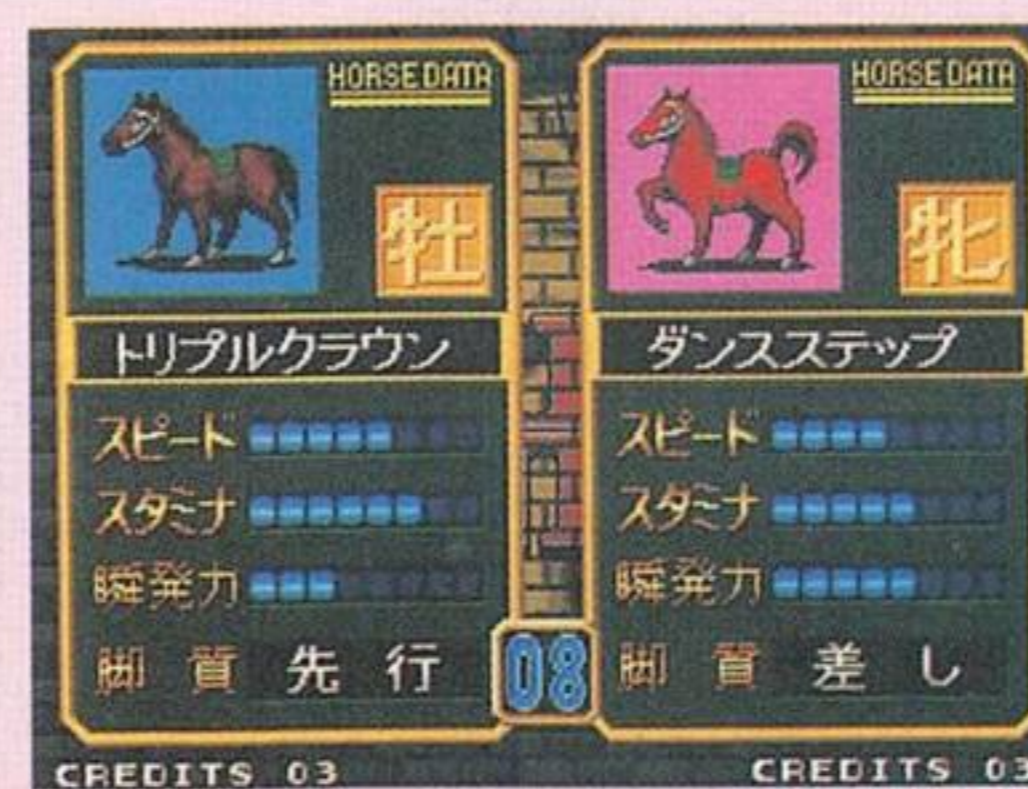 HORSE DATA
牡
トリプルクラウン
スピード
スタミナ
瞬発力
脚質 先行
CREDITS 03
08
HORSE DATA
牝
ダンスステップ
スピード
スタミナ
瞬発力
脚質 差し
CREDITS 03